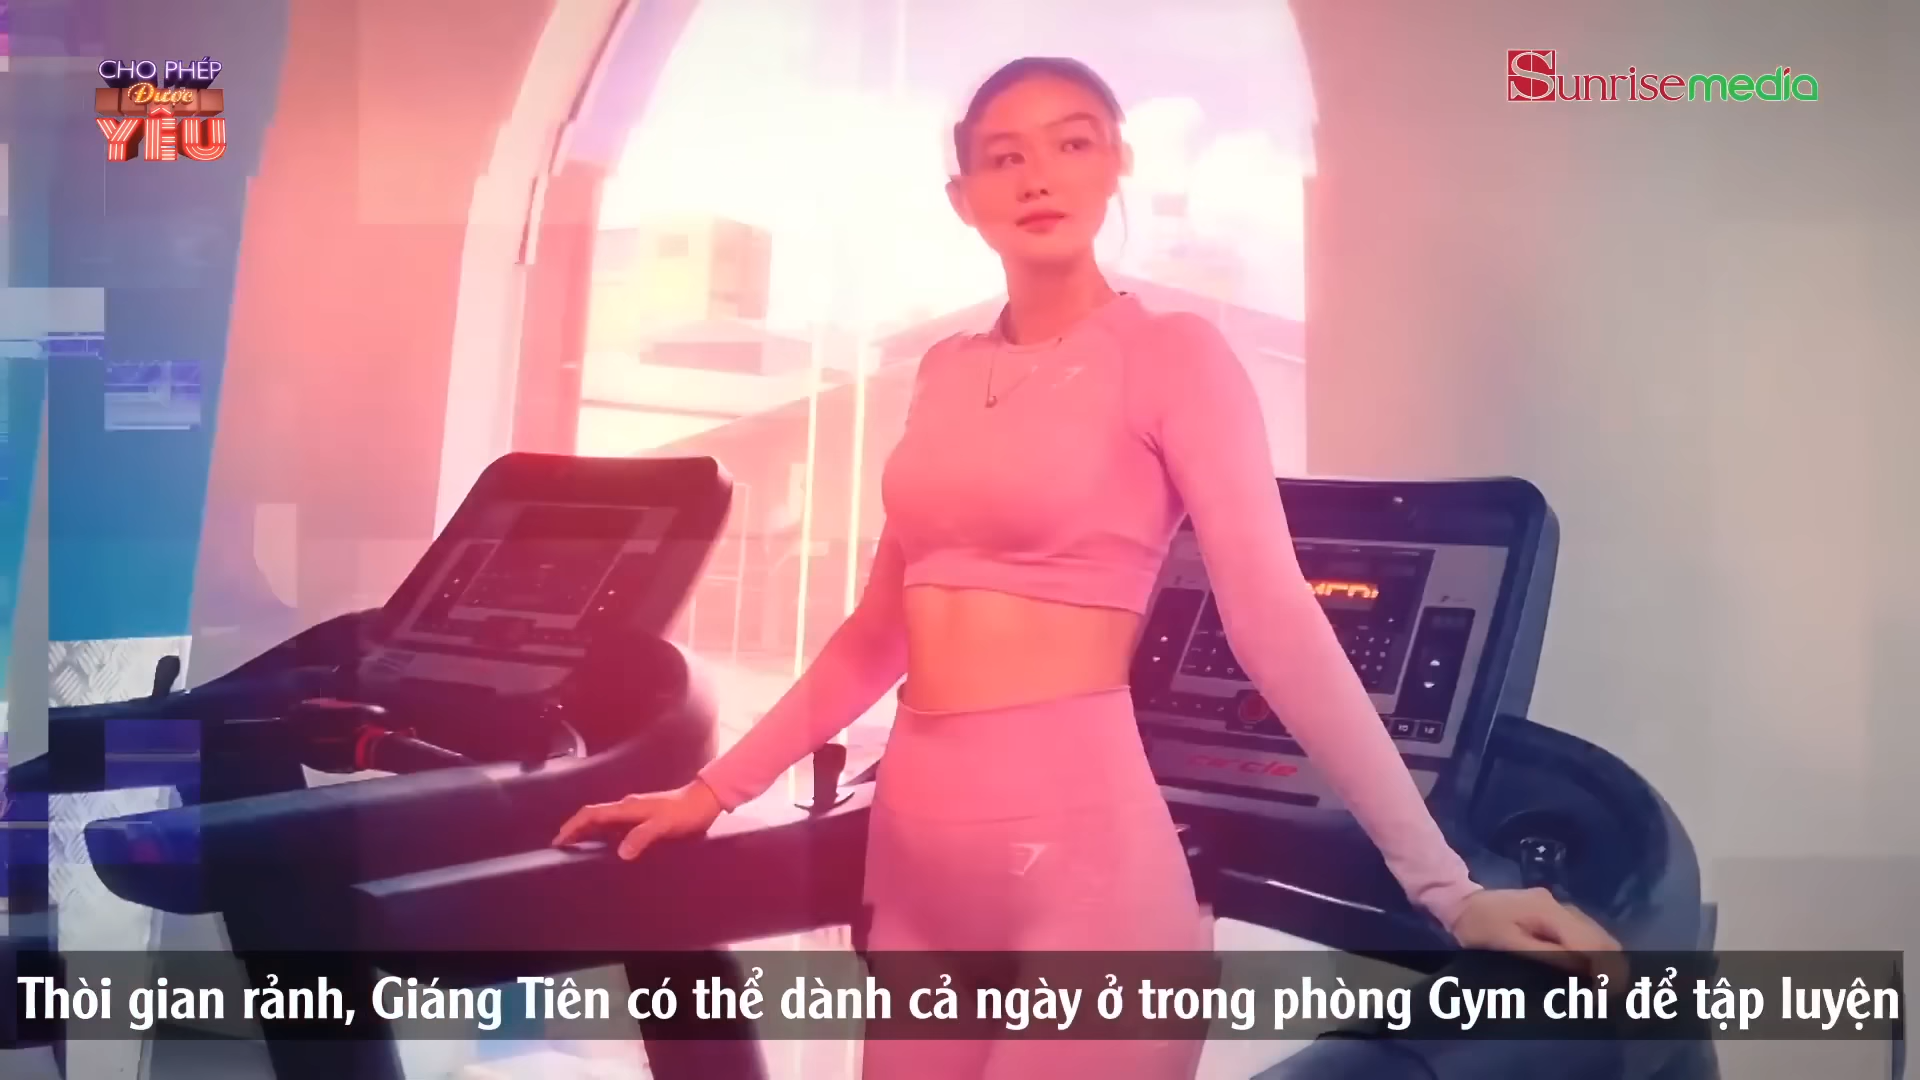 CHO PHÉP
Được
YÊU
Sunrisemedia
circle
Thời gian rảnh, Giáng Tiên có thể dành cả ngày ở trong phòng Gym chỉ để tập luyện